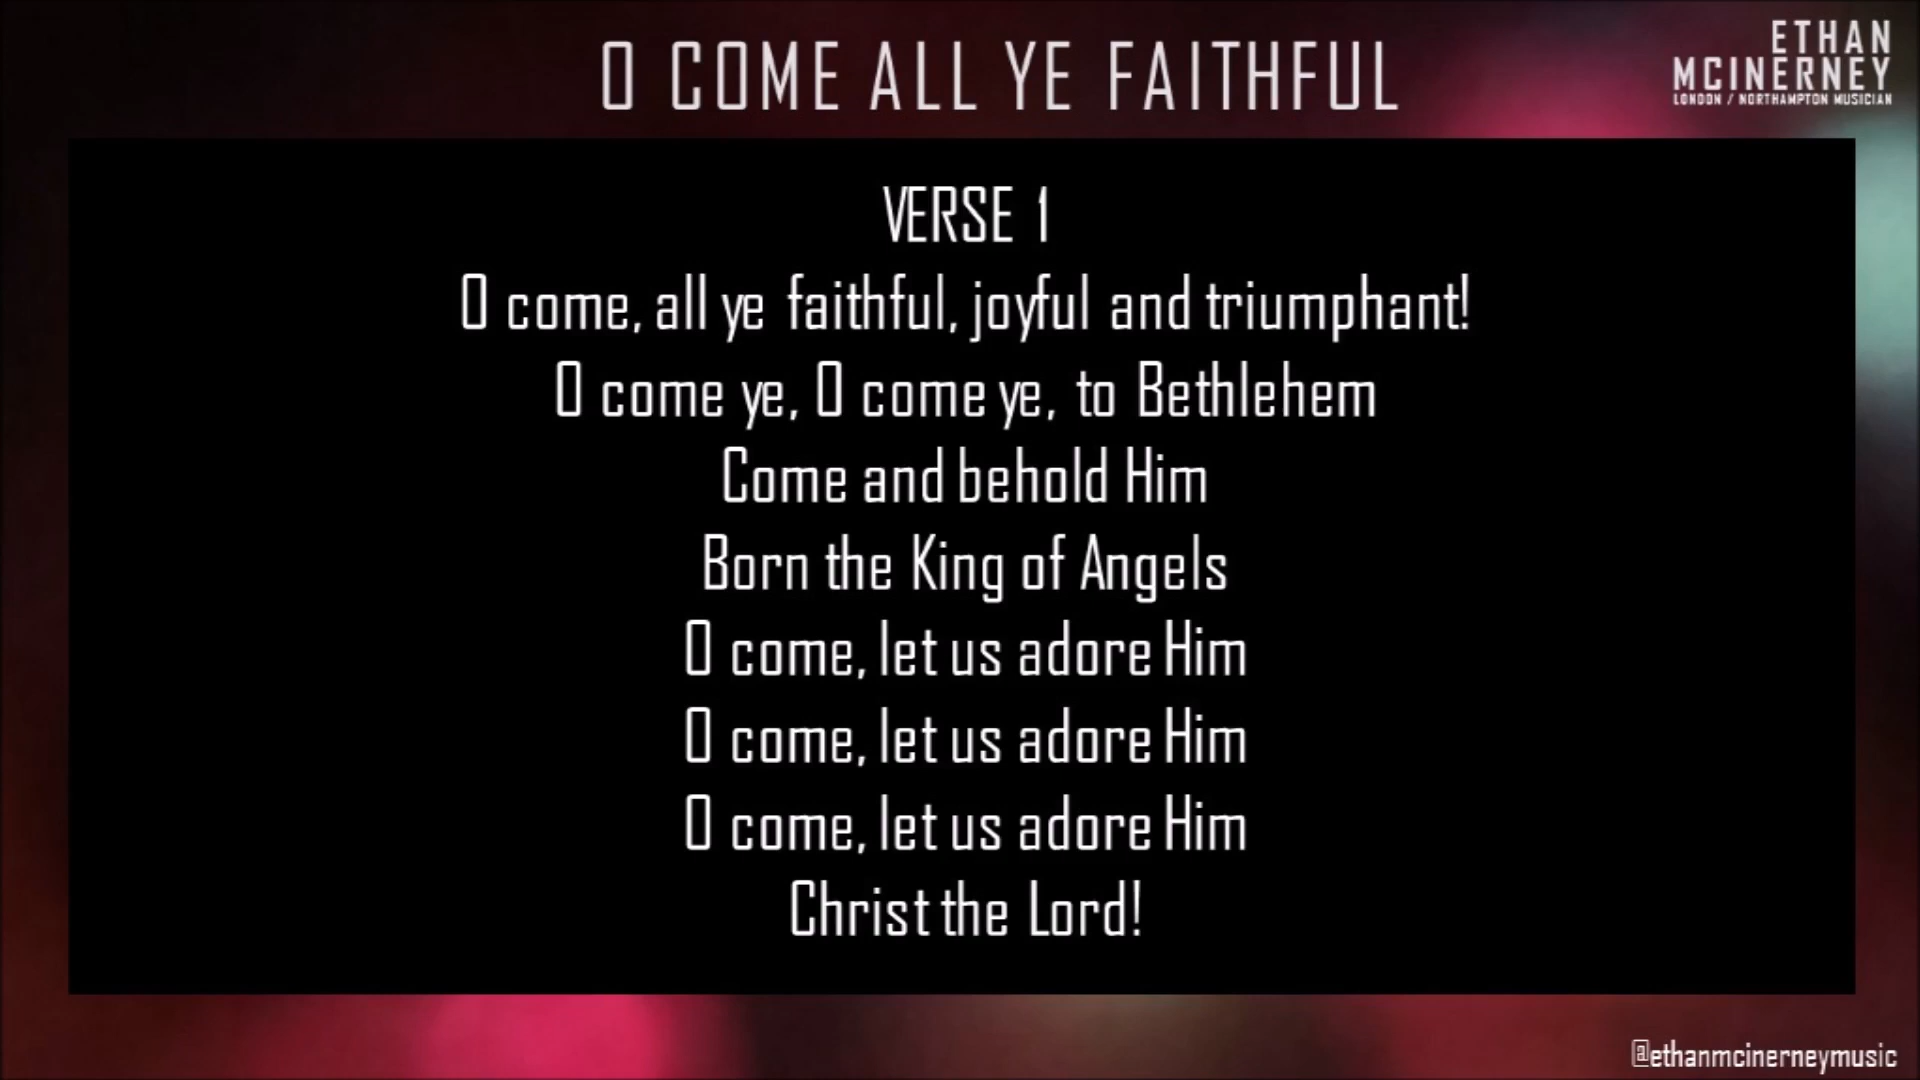 O COME ALL YE FAITHFUL
ETHAN
MCINERNEY
LONDON / NORTHAMPTON MUSICIAN
VERSE 1
O come, all ye faithful, joyful and triumphant!
O come ye, O come ye, to Bethlehem
Come and behold Him
Born the King of Angels
O come, let us adore Him
O come, let us adore Him
O come, let us adore Him
Christ the Lord!
@ethanmcinerneymusic